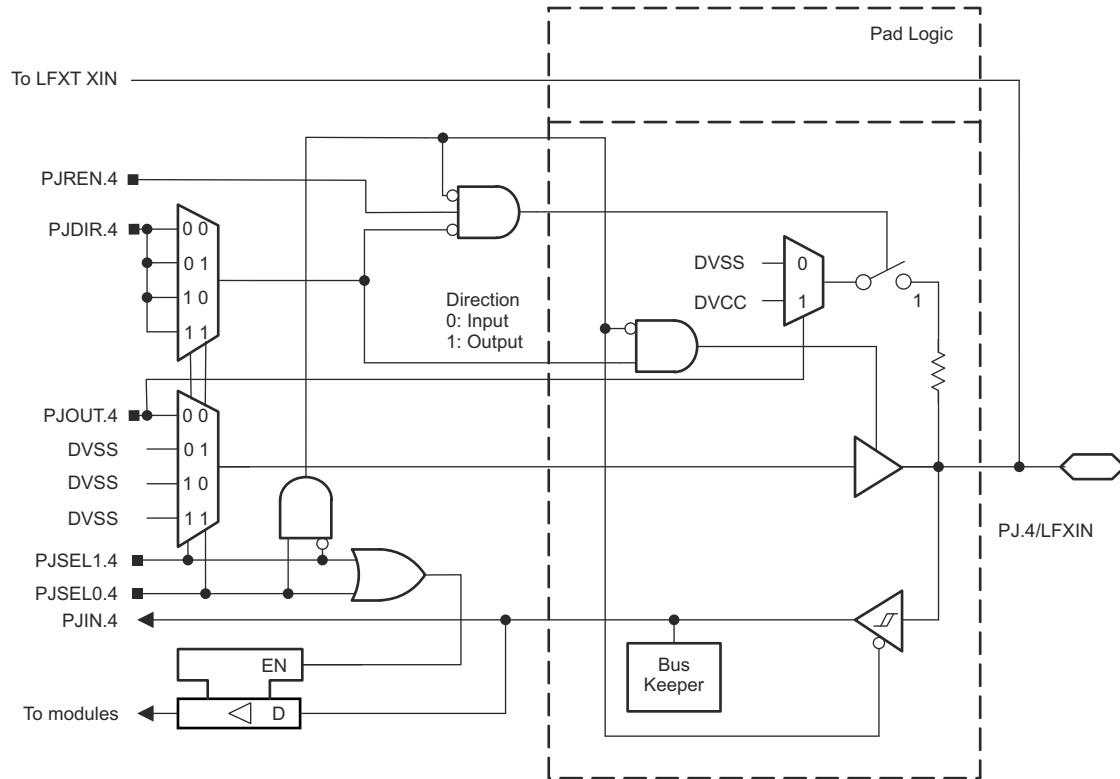 Pad Logic
To LFXT XIN
PJREN.4
PJDIR.4
0 0
0 1
1 0
1 1
Direction
0: Input
1: Output
DVSS
0
DVCC
1
1
PJOUT.4
0 0
DVSS
0 1
DVSS
1 0
DVSS
1 1
PJ.4/LFXIN
PJSEL1.4
PJSEL0.4
PJIN.4
Bus
Keeper
EN
To modules
D